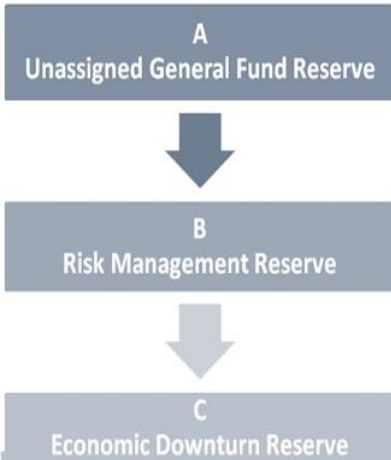 A
Unassigned General Fund Reserve
B
Risk Management Reserve
C
Economic Downturn Reserve